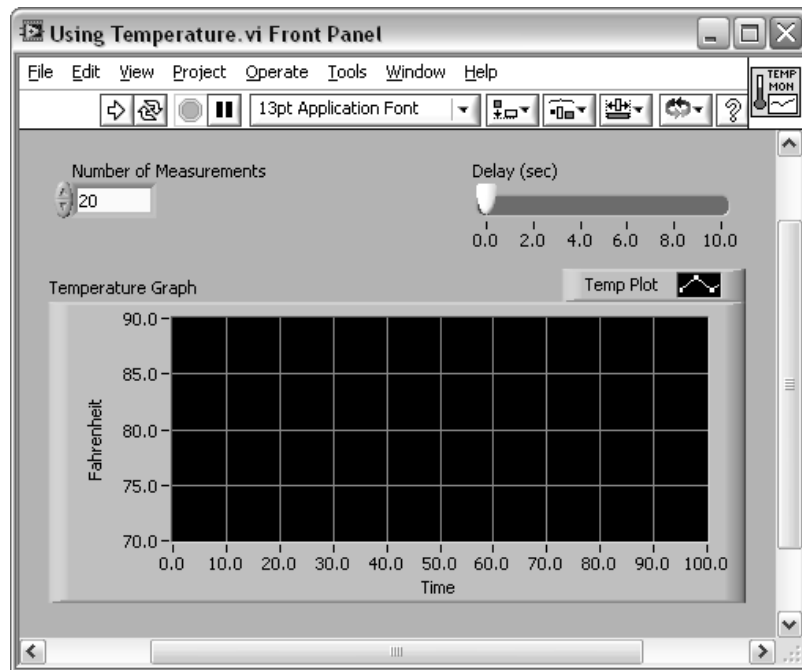 Using Temperature.vi Front Panel
File Edit View Project Operate Tools Window Help
TEMP
MON
13pt Application Font
?
Number of Measurements
20
Delay (sec)
0.0 2.0 4.0 6.0 8.0 10.0
Temperature Graph
Temp Plot
90.0
85.0
80.0
75.0
70.0
Fahrenheit
0.0 10.0 20.0 30.0 40.0 50.0 60.0 70.0 80.0 90.0 100.0
Time